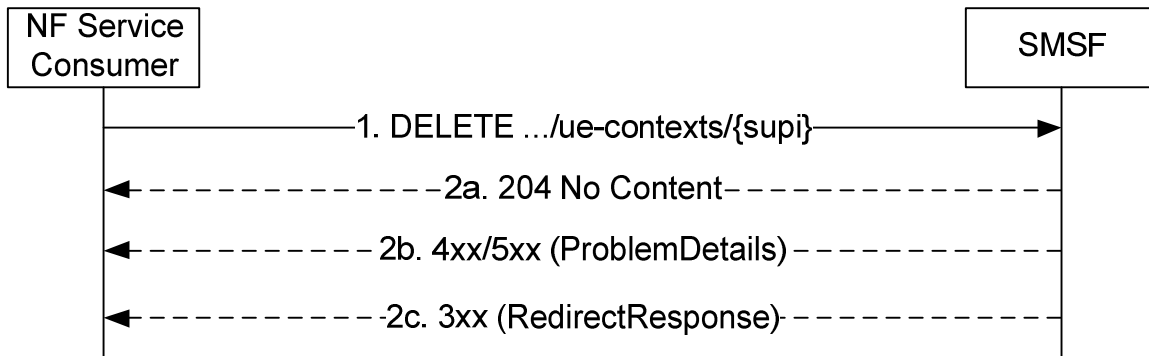 NF Service
Consumer
SMSF
1. DELETE .../ue-contexts/{supi}
2a. 204 No Content
2b. 4xx/5xx (ProblemDetails)
2c. 3xx (RedirectResponse)